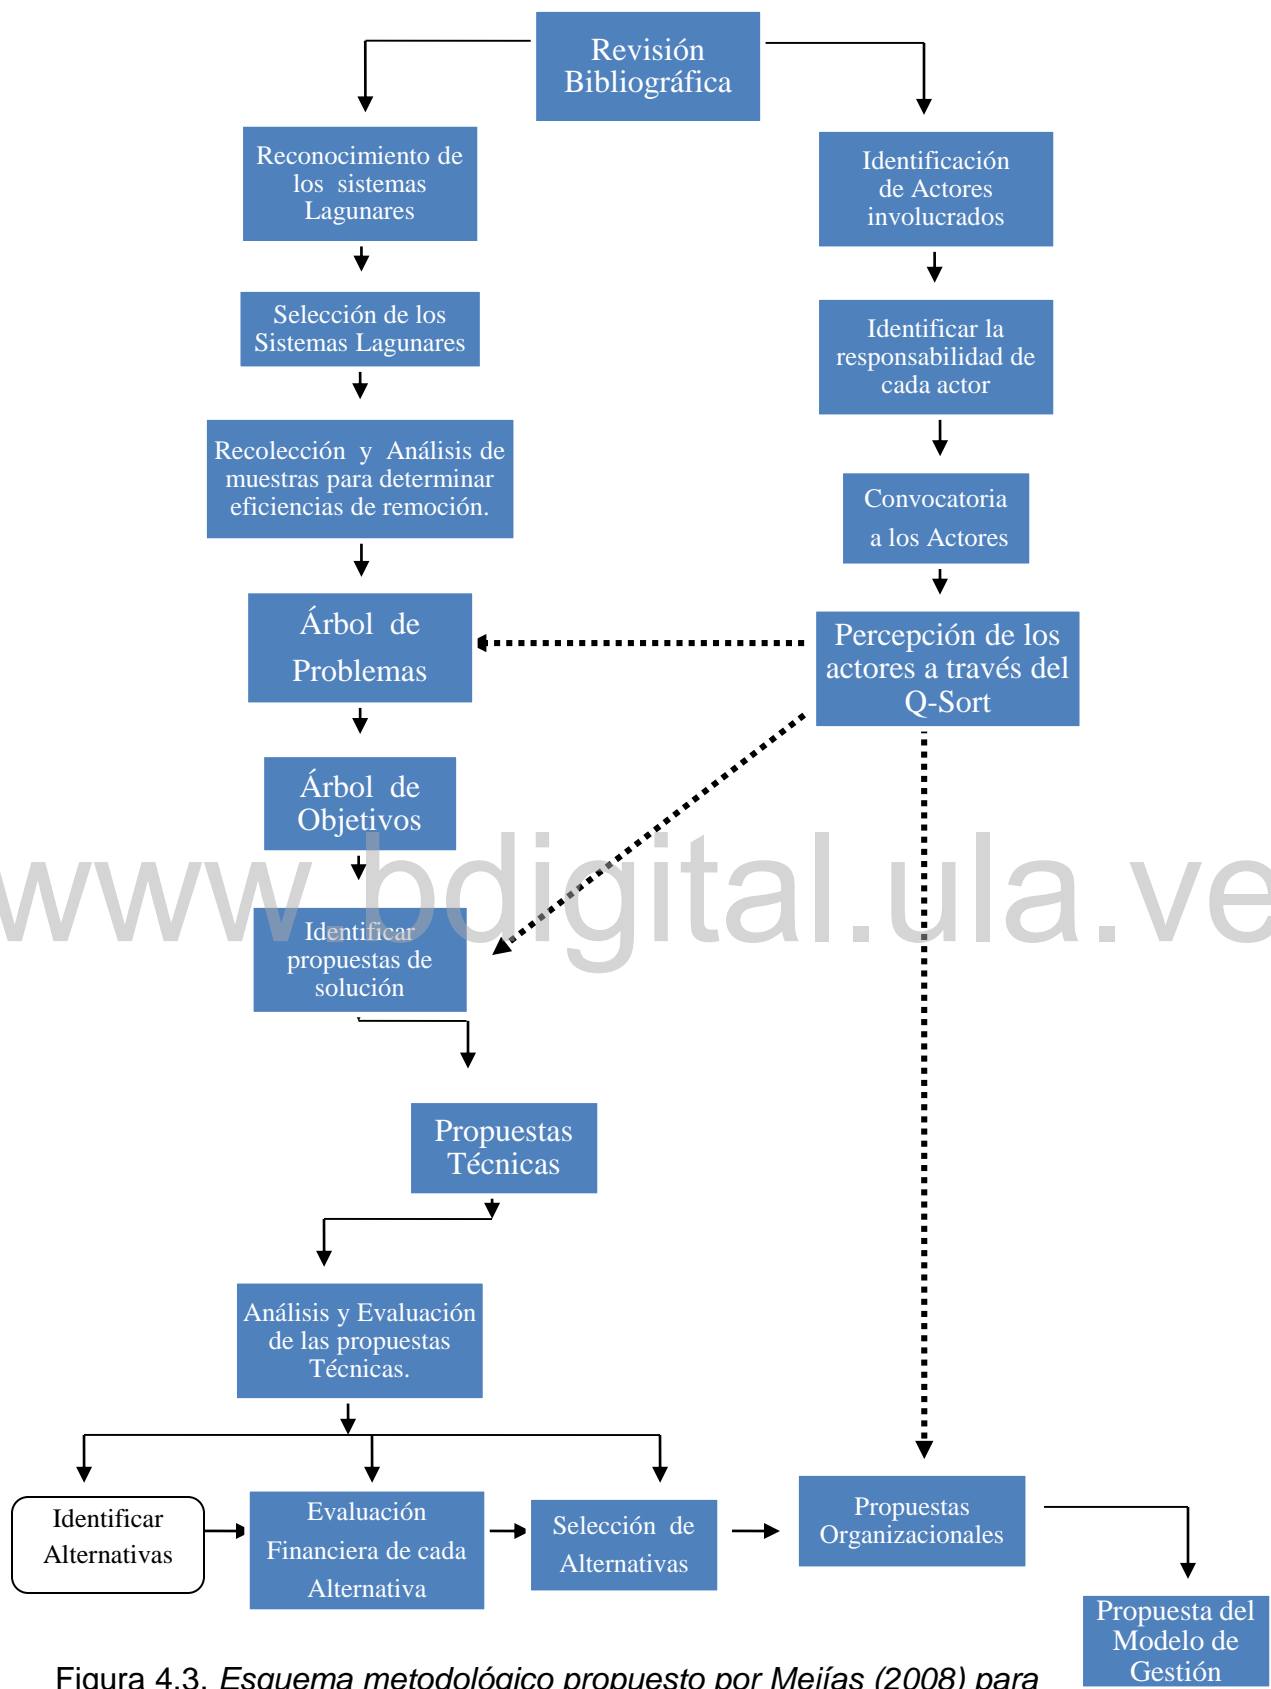 Revisión
Bibliográfica
Reconocimiento de
los sistemas
Lagunares
Identificación
de Actores
involucrados
Selección de los
Sistemas Lagunares
Identificar la
responsabilidad de
cada actor
Recolección y Análisis de
muestras para determinar
eficiencias de remoción.
Convocatoria
a los Actores
Árbol de
Problemas
Percepción de los
actores a través del
Q-Sort
Árbol de
Objetivos
www.bdigital.ula.ve
Identificar
propuestas de
solución
Propuestas
Técnicas
Análisis y Evaluación
de las propuestas
Técnicas.
Identificar
Alternativas
Evaluación
Financiera de cada
Alternativa
Selección de
Alternativas
Propuestas
Organizacionales
Propuesta del
Modelo de
Gestión
Figura 4.3. Esquema metodológico propuesto por Mejías (2008) para